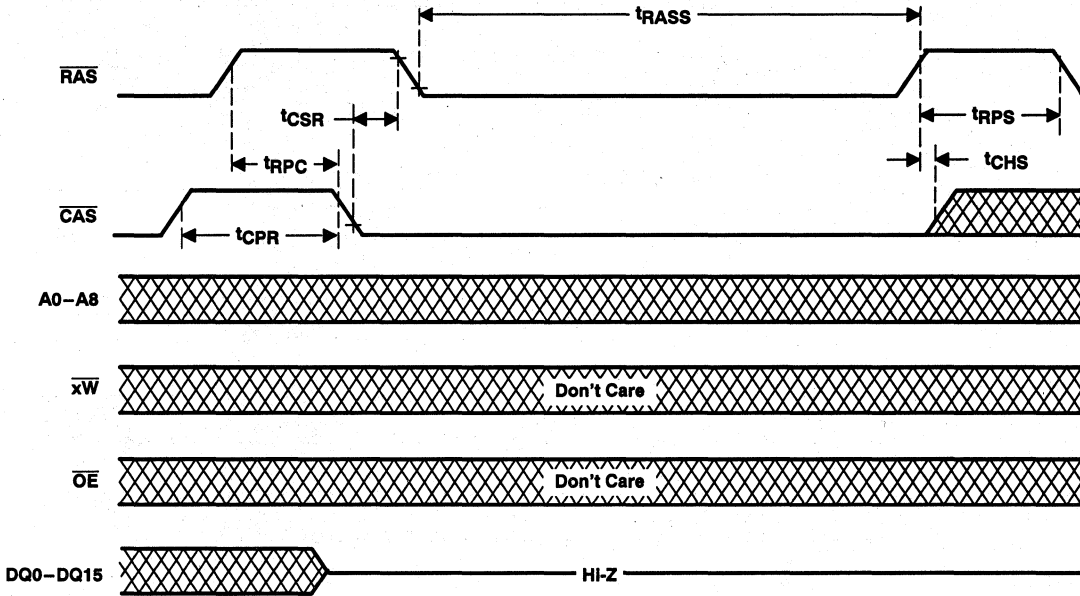 tRASS
RAS
tCSR
tRPS
tRPC
tCHS
CAS
tCPR
A0–A8
xW
Don't Care
OE
Don't Care
DQ0–DQ15
Hi-Z